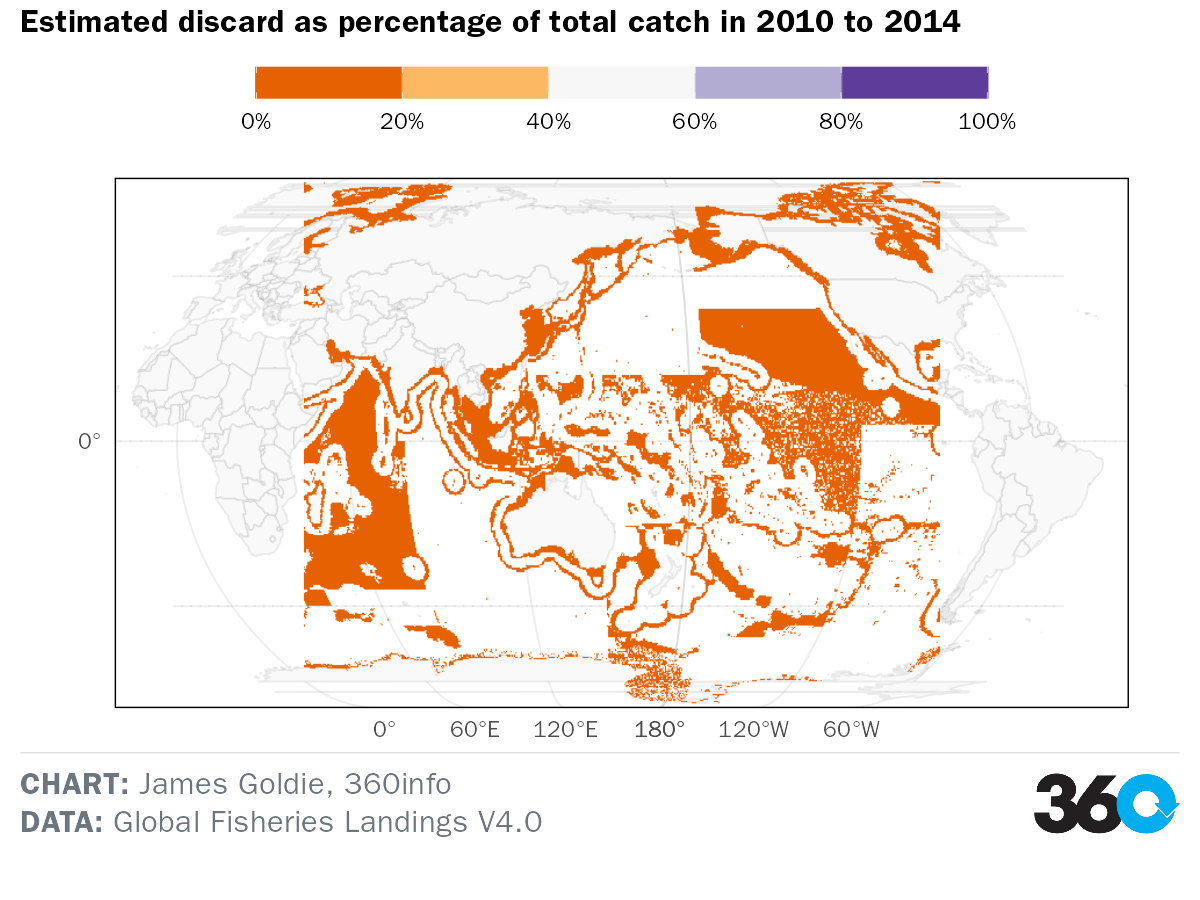 Estimated discard as percentage of total catch in 2010 to 2014
0% 20% 40% 60% 80% 100%
0°
0° 60°E 120°E 180° 120°W 60°W
CHART: James Goldie, 360info
DATA: Global Fisheries Landings V4.0
360